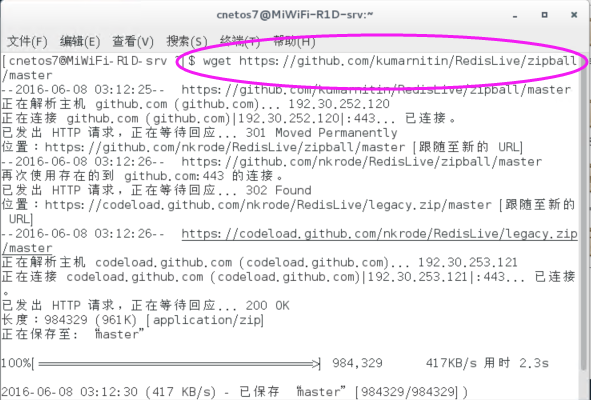 cnetos7@MiWiFi-R1D-srv:~
文件(F) 编辑(E) 查看(V) 搜索(S) 终端(T) 帮助(H)
[cnetos7@MiWiFi-R1D-srv ~]$ wget https://github.com/kumarnitin/RedisLive/zipball
/master
--2016-06-08 03:12:25-- https://github.com/kumarnitin/RedisLive/zipball/master
正在解析主机 github.com (github.com)... 192.30.252.120
正在连接 github.com (github.com)|192.30.252.120|:443... 已连接。
已发出 HTTP 请求，正在等待回应... 301 Moved Permanently
位置：https://github.com/nkrode/RedisLive/zipball/master [跟随至新的 URL]
--2016-06-08 03:12:26-- https://github.com/nkrode/RedisLive/zipball/master
再次使用存在的到 github.com:443 的连接。
已发出 HTTP 请求，正在等待回应... 302 Found
位置：https://codeload.github.com/nkrode/RedisLive/legacy.zip/master [跟随至新的
URL]
--2016-06-08 03:12:26-- https://codeload.github.com/nkrode/RedisLive/legacy.zip
/master
正在解析主机 codeload.github.com (codeload.github.com)... 192.30.253.121
正在连接 codeload.github.com (codeload.github.com)|192.30.253.121|:443... 已连接
。
已发出 HTTP 请求，正在等待回应... 200 OK
长度：984329 (961K) [application/zip]
正在保存至: “master”
100%[======================================>] 984,329 417KB/s 用时 2.3s
2016-06-08 03:12:30 (417 KB/s) - 已保存 “master” [984329/984329])